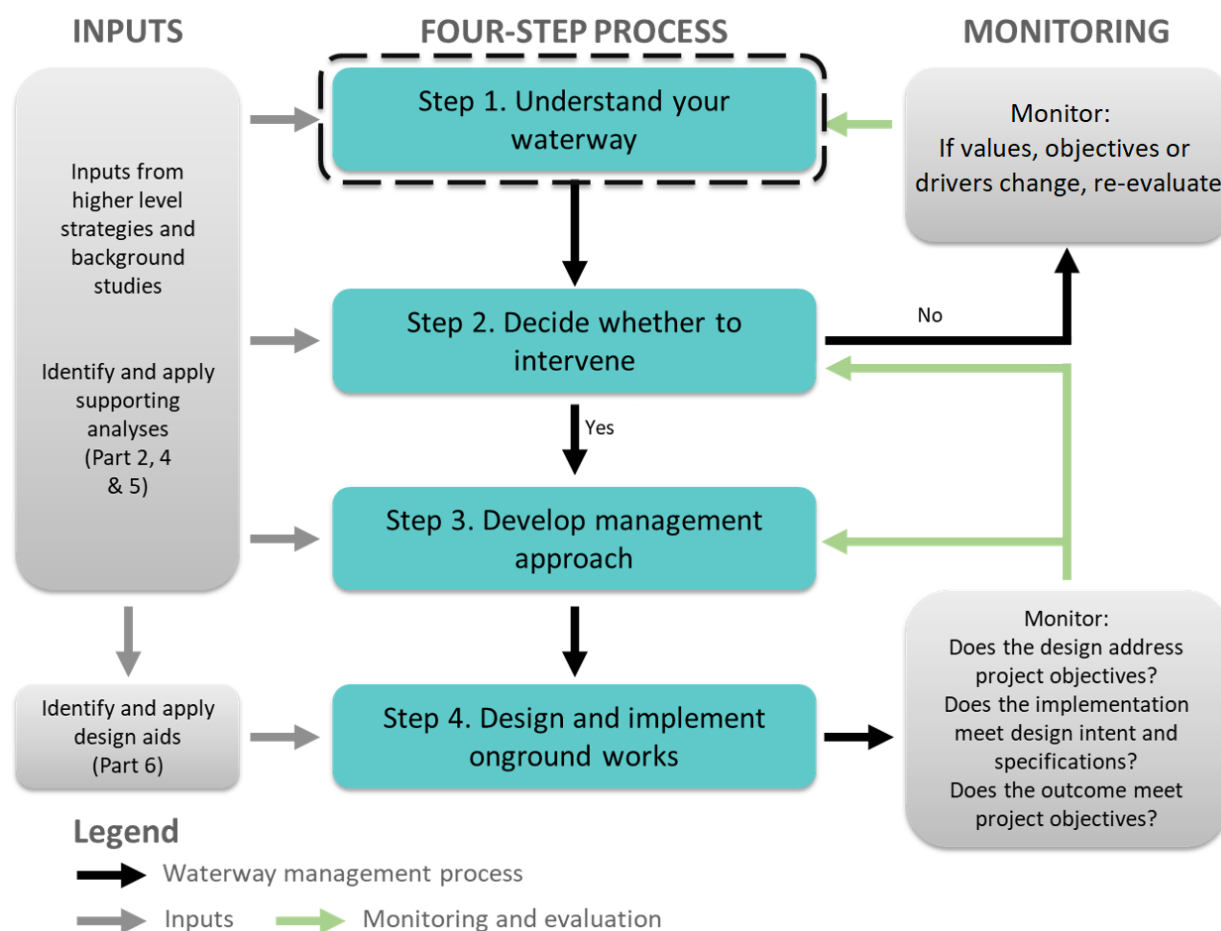 INPUTS
FOUR-STEP PROCESS
MONITORING
Inputs from
higher level
strategies and
background
studies
Identify and apply
supporting
analyses
(Part 2, 4
& 5)
Identify and apply
design aids
(Part 6)
Step 1. Understand your
waterway
Step 2. Decide whether to
intervene
No
Yes
Step 3. Develop management
approach
Step 4. Design and implement
onground works
Monitor:
If values, objectives or
drivers change, re-evaluate
Monitor:
Does the design address
project objectives?
Does the implementation
meet design intent and
specifications?
Does the outcome meet
project objectives?
Legend
Waterway management process
Inputs
Monitoring and evaluation